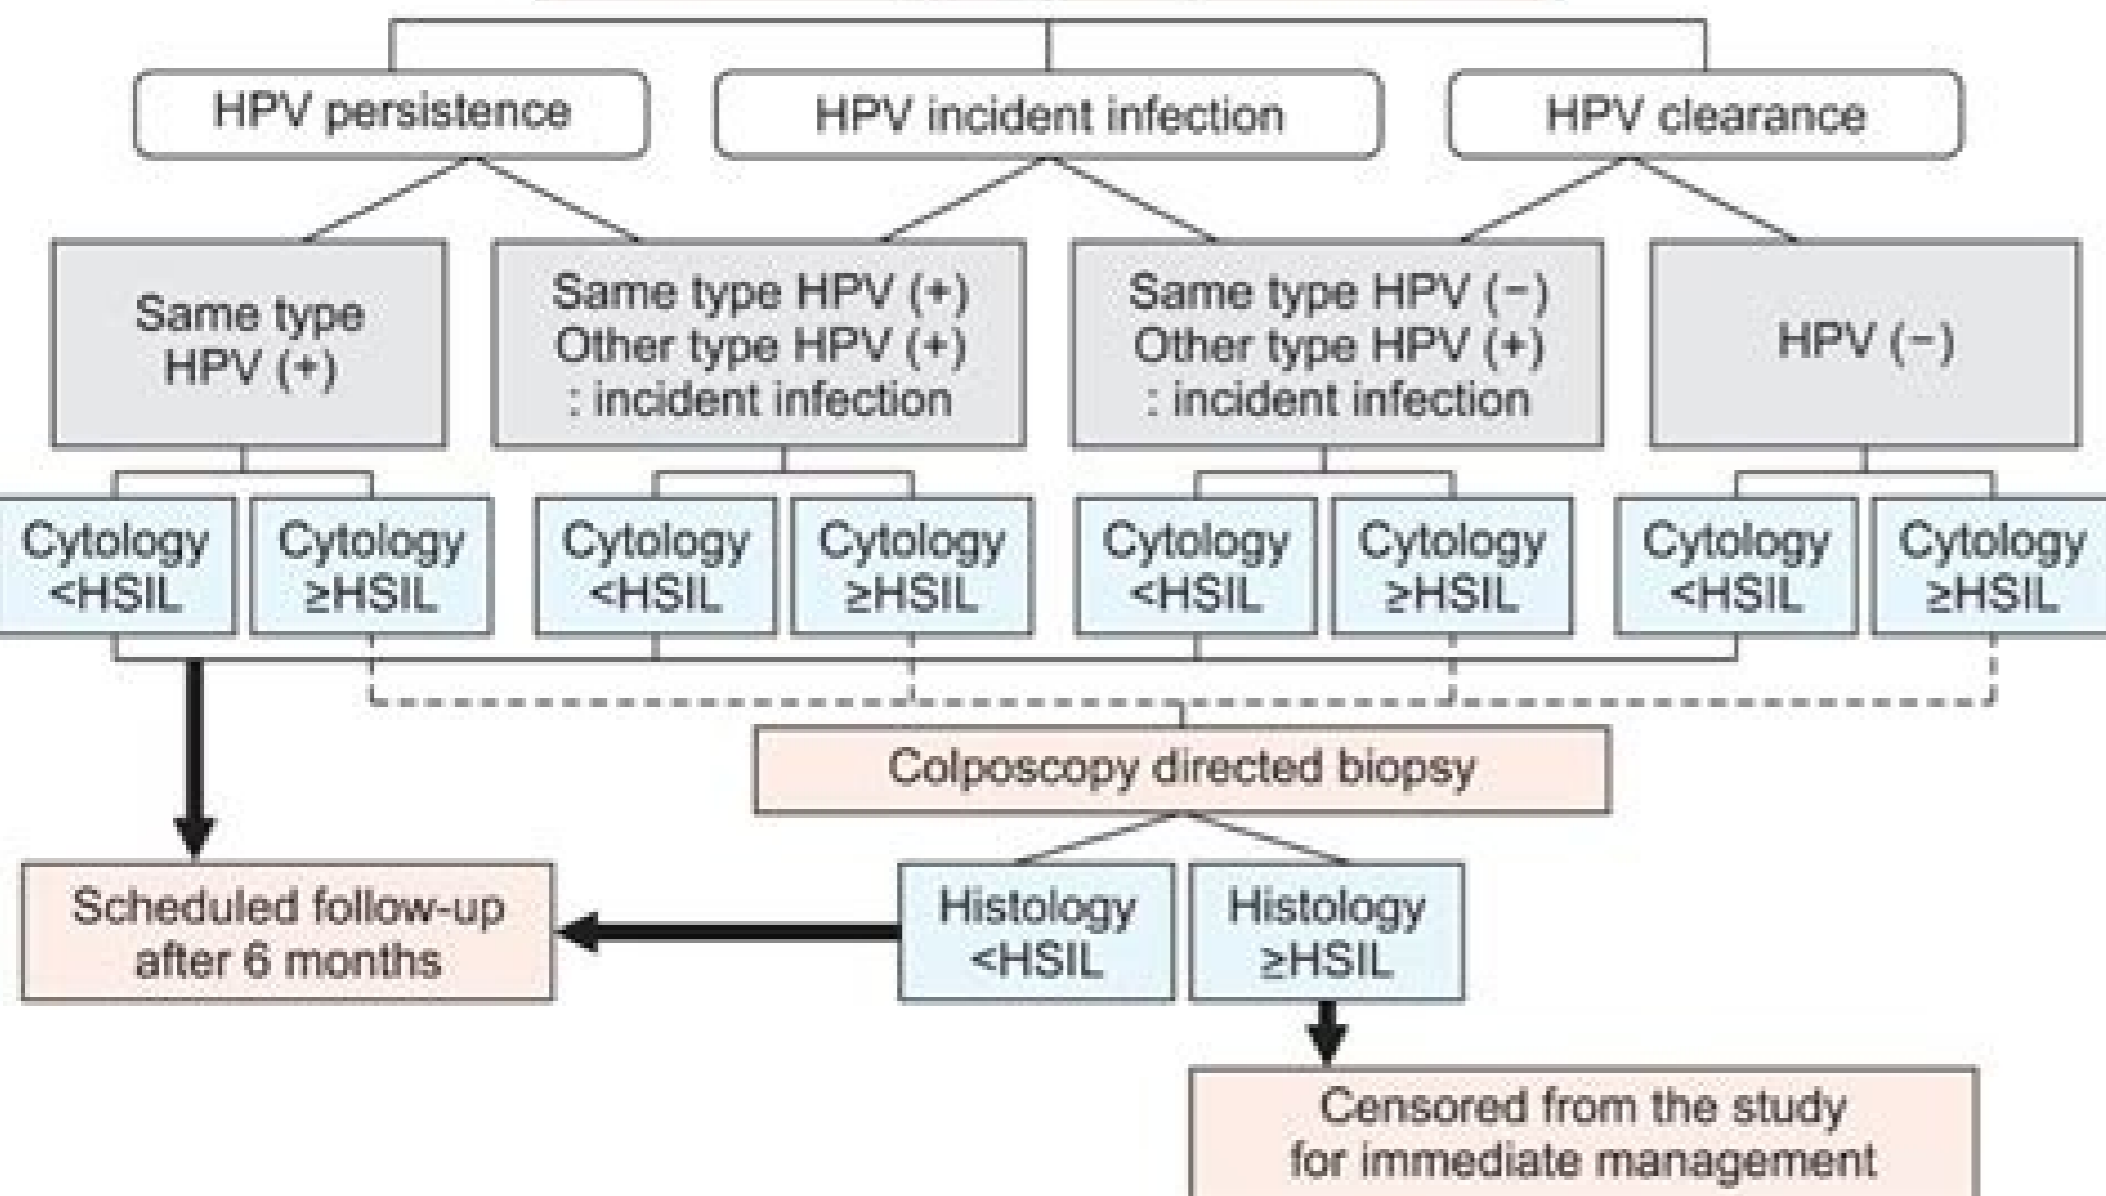 HPV persistence
HPV incident infection
HPV clearance
Same type
HPV (+)
Same type HPV (+)
Other type HPV (+)
: incident infection
Same type HPV (−)
Other type HPV (+)
: incident infection
HPV (−)
Cytology
<HSIL
Cytology
≥HSIL
Cytology
<HSIL
Cytology
≥HSIL
Cytology
<HSIL
Cytology
≥HSIL
Cytology
<HSIL
Cytology
≥HSIL
Colposcopy directed biopsy
Scheduled follow-up
after 6 months
Histology
<HSIL
Histology
≥HSIL
Censored from the study
for immediate management